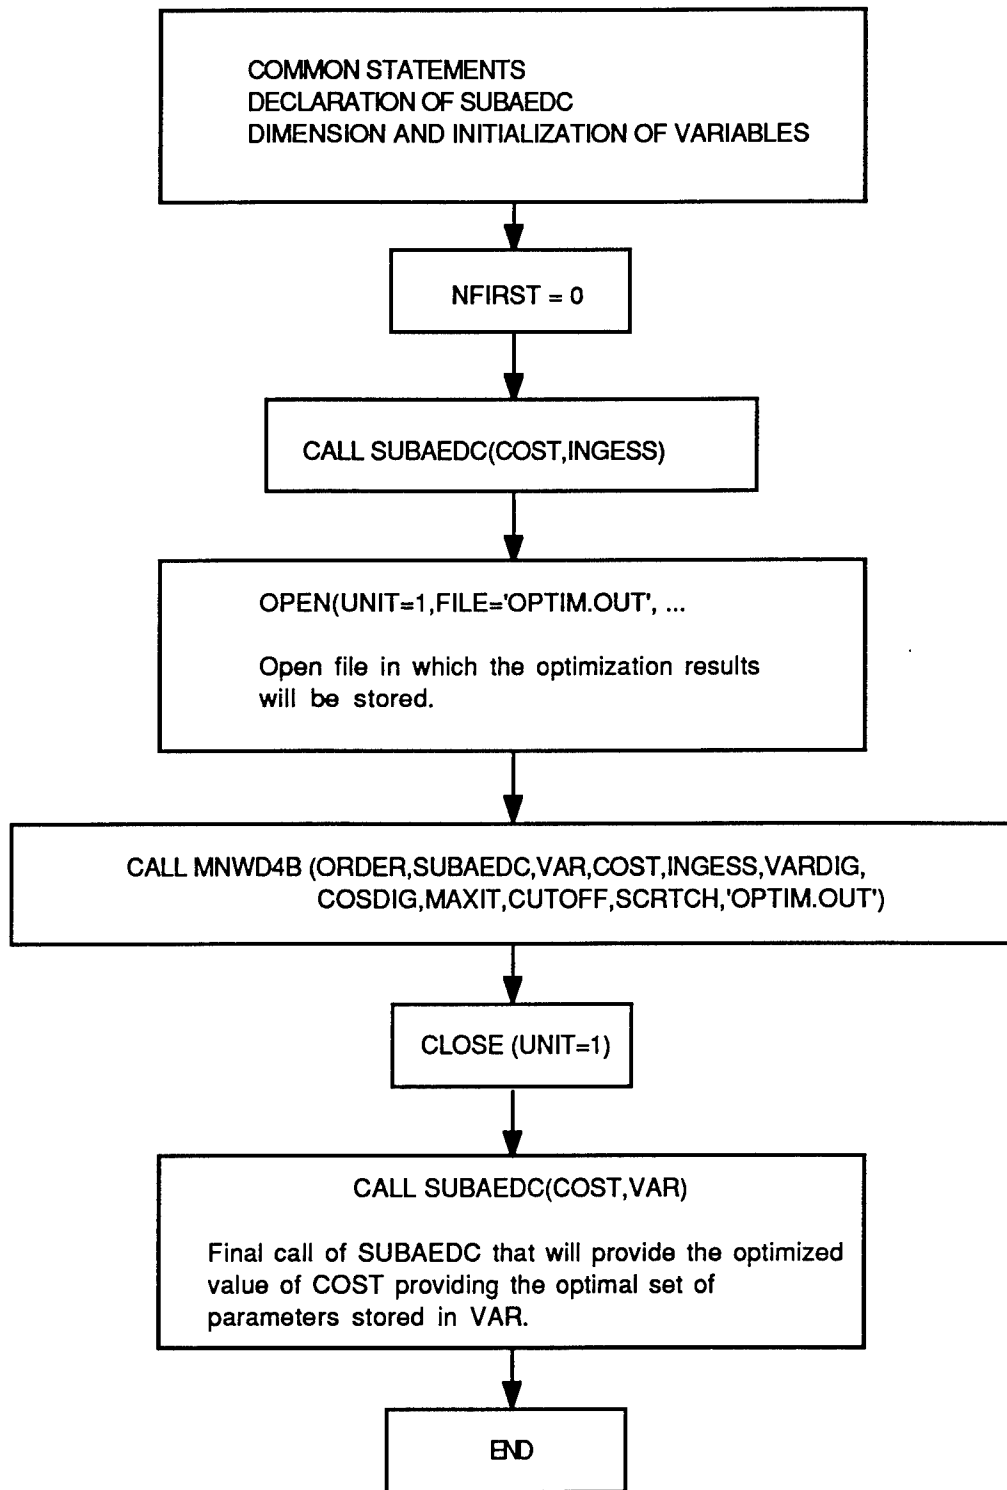 COMMON STATEMENTS
DECLARATION OF SUBAEDC
DIMENSION AND INITIALIZATION OF VARIABLES
NFIRST = 0
CALL SUBAEDC(COST,INGESS)
OPEN(UNIT=1,FILE='OPTIM.OUT', ...
Open file in which the optimization results
will be stored.
CALL MNWD4B (ORDER,SUBAEDC,VAR,COST,INGESS,VARDIG,
COSDIG,MAXIT,CUTOFF,SCRTCH,'OPTIM.OUT')
CLOSE (UNIT=1)
CALL SUBAEDC(COST,VAR)
Final call of SUBAEDC that will provide the optimized
value of COST providing the optimal set of
parameters stored in VAR.
END